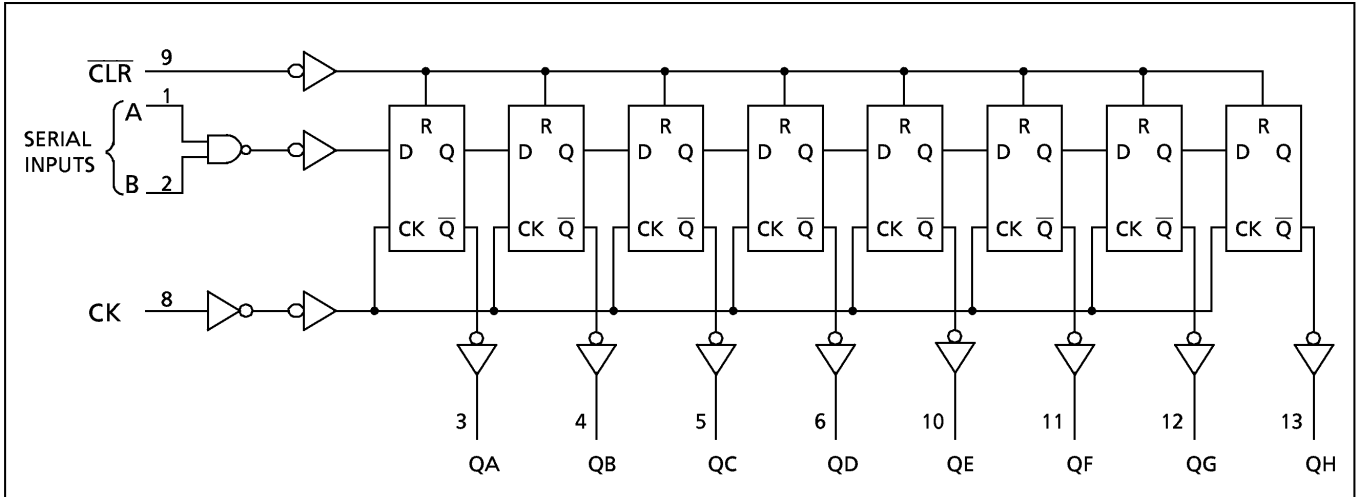 C̅L̅R̅ 9
A 1
SERIAL
INPUTS
B 2
R R R R R R R R
D Q D Q D Q D Q D Q D Q D Q D Q
CK Q̅ CK Q̅ CK Q̅ CK Q̅ CK Q̅ CK Q̅ CK Q̅ CK Q̅
CK 8
3 4 5 6 10 11 12 13
QA QB QC QD QE QF QG QH